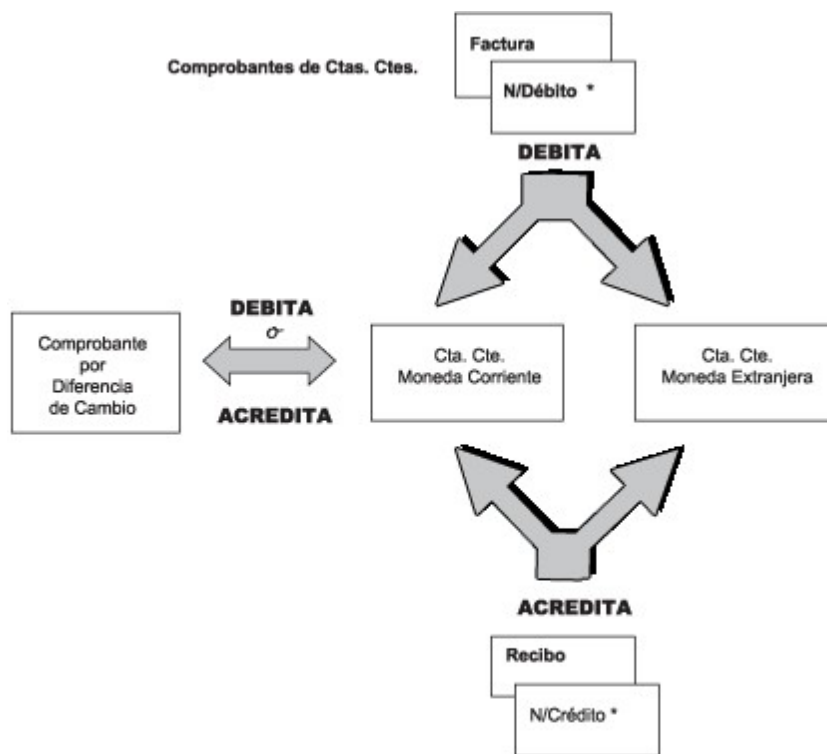 Factura
Comprobantes de Ctas. Ctes.
N/Débito *
DEBITA
DEBITA
o
ACREDITA
Comprobante
por
Diferencia
de Cambio
Cta. Cte.
Moneda Corriente
Cta. Cte.
Moneda Extranjera
ACREDITA
Recibo
N/Crédito *